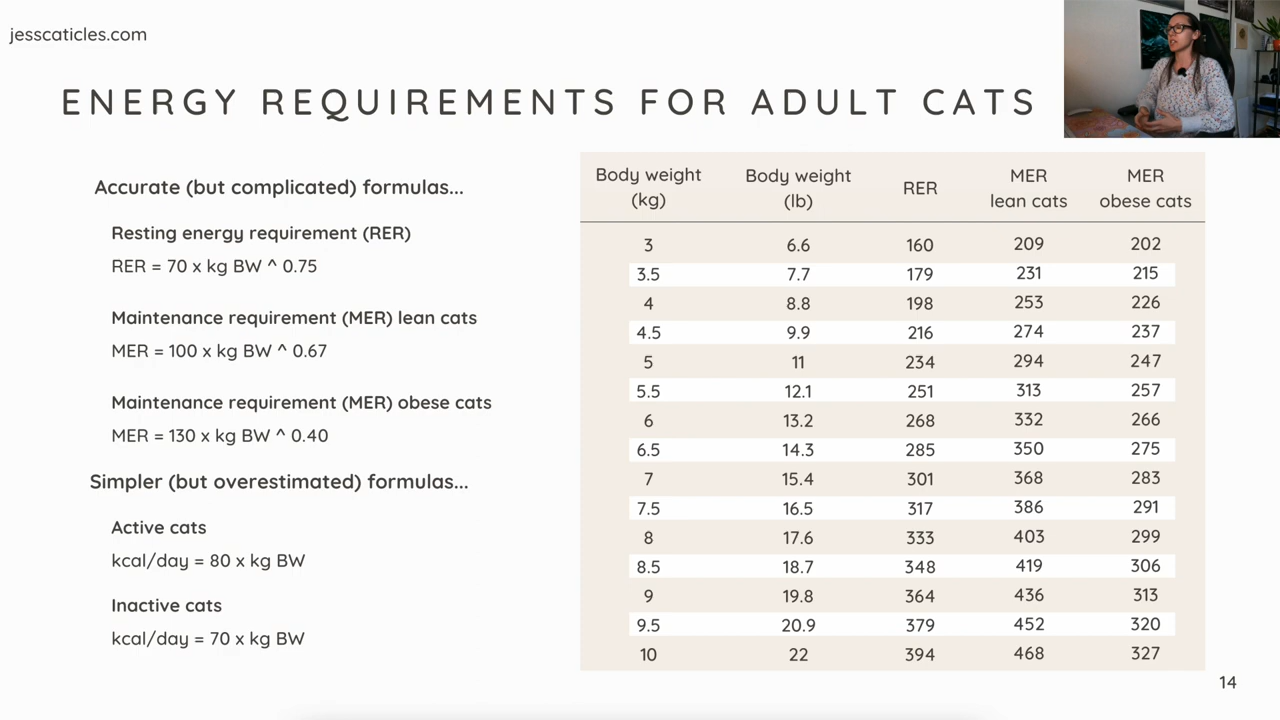 jesscaticles.com
ENERGY REQUIREMENTS FOR ADULT CATS
Accurate (but complicated) formulas...
Resting energy requirement (RER)
RER = 70 x kg BW ^ 0.75
Maintenance requirement (MER) lean cats
MER = 100 x kg BW ^ 0.67
Maintenance requirement (MER) obese cats
MER = 130 x kg BW ^ 0.40
Simpler (but overestimated) formulas...
Active cats
kcal/day = 80 x kg BW
Inactive cats
kcal/day = 70 x kg BW
Body weight (kg) Body weight (lb) RER MER lean cats MER obese cats
3 6.6 160 209 202
3.5 7.7 179 231 215
4 8.8 198 253 226
4.5 9.9 216 274 237
5 11 234 294 247
5.5 12.1 251 313 257
6 13.2 268 332 266
6.5 14.3 285 350 275
7 15.4 301 368 283
7.5 16.5 317 386 291
8 17.6 333 403 299
8.5 18.7 348 419 306
9 19.8 364 436 313
9.5 20.9 379 452 320
10 22 394 468 327
14